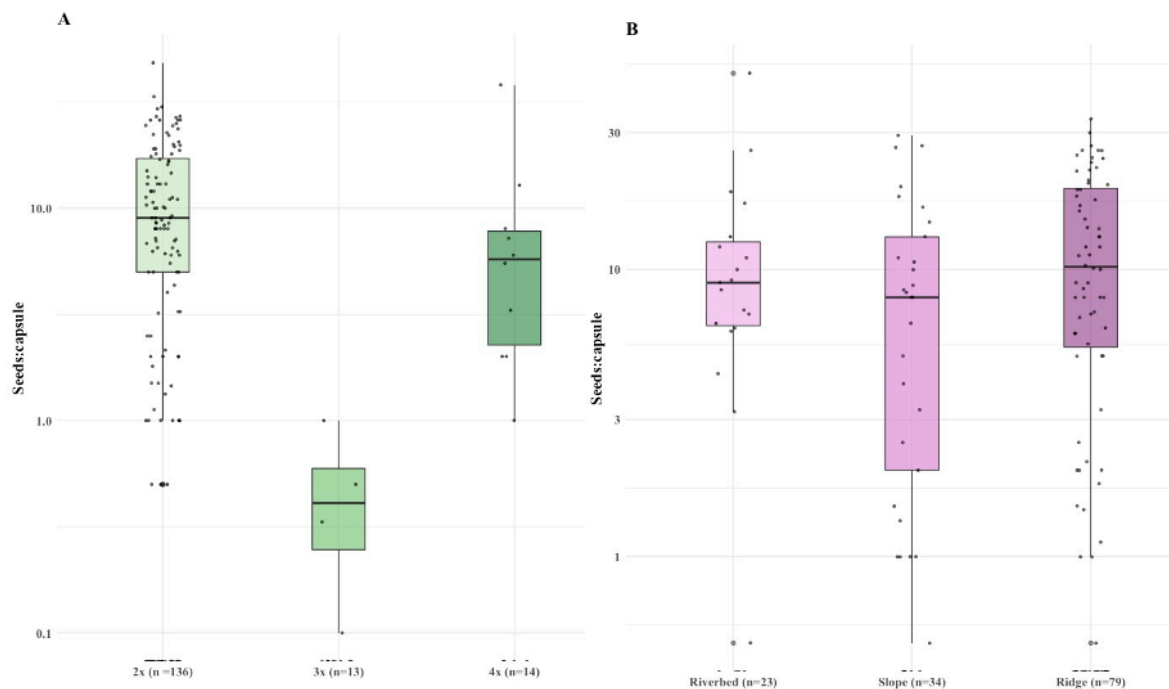 A
B
Seeds:capsule
10.0
1.0
0.1
2x (n =136)
3x (n=13)
4x (n=14)
Seeds:capsule
30
10
3
1
Riverbed (n=23)
Slope (n=34)
Ridge (n=79)